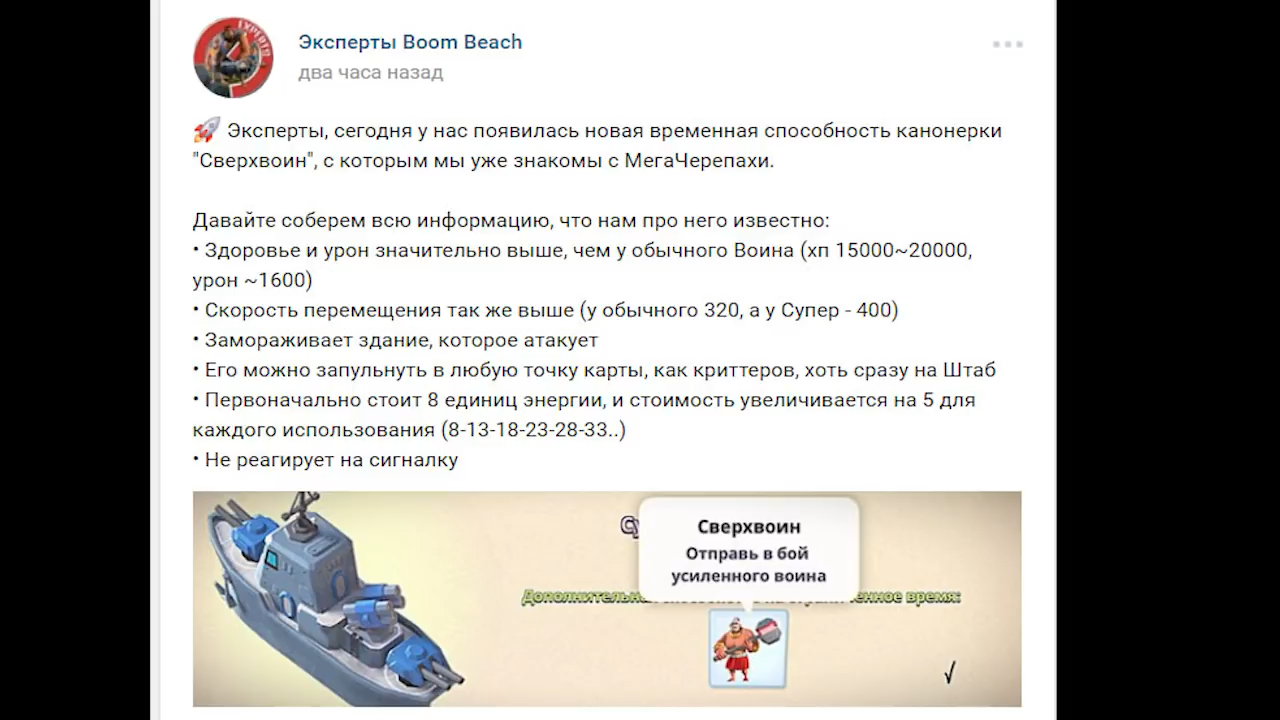 Эксперты Boom Beach
два часа назад
🚀 Эксперты, сегодня у нас появилась новая временная способность канонерки
"Сверхвоин", с которым мы уже знакомы с МегаЧерепахи.
Давайте соберем всю информацию, что нам про него известно:
• Здоровье и урон значительно выше, чем у обычного Воина (хп 15000~20000,
урон ~1600)
• Скорость перемещения так же выше (у обычного 320, а у Супер - 400)
• Замораживает здание, которое атакует
• Его можно запульнуть в любую точку карты, как криттеров, хоть сразу на Штаб
• Первоначально стоит 8 единиц энергии, и стоимость увеличивается на 5 для
каждого использования (8-13-18-23-28-33..)
• Не реагирует на сигналку
Сверхвоин
Отправь в бой
усиленного воина